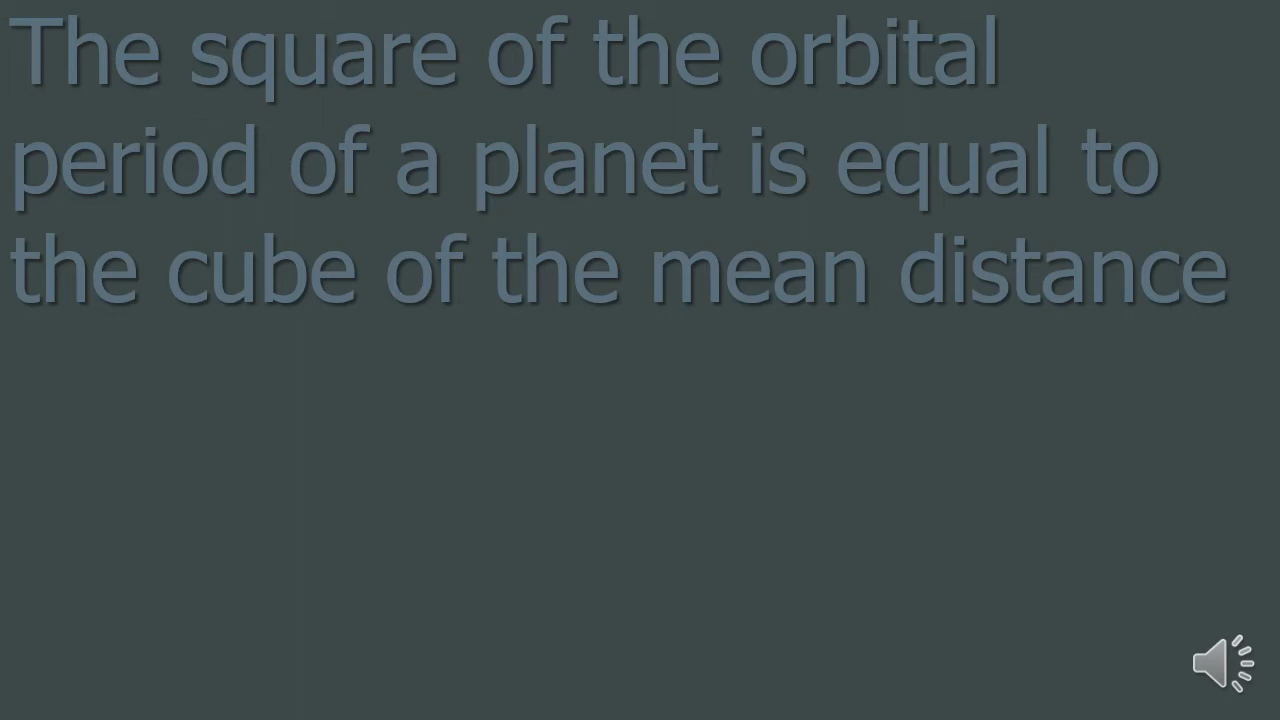 The square of the orbital
period of a planet is equal to
the cube of the mean distance